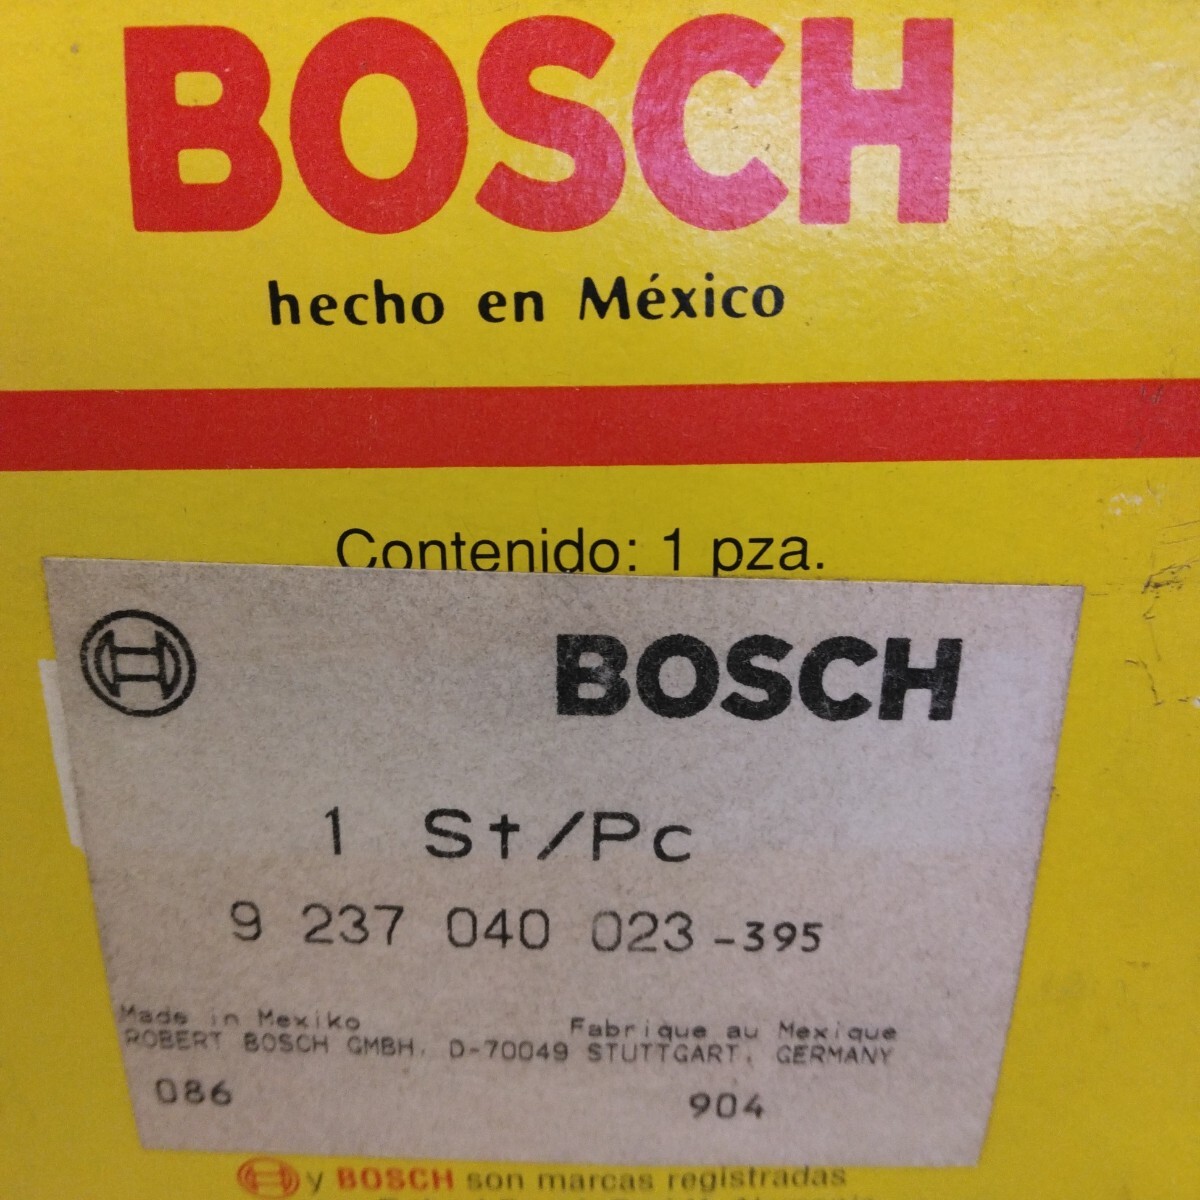 BOSCH
hecho en México
Contenido: 1 pza.
BOSCH
1 St/Pc
9 237 040 023 -395
Made in Mexiko Fabrique au Mexique
ROBERT BOSCH GMBH. D-70049 STUTTGART. GERMANY
086 904
y BOSCH son marcas registradas